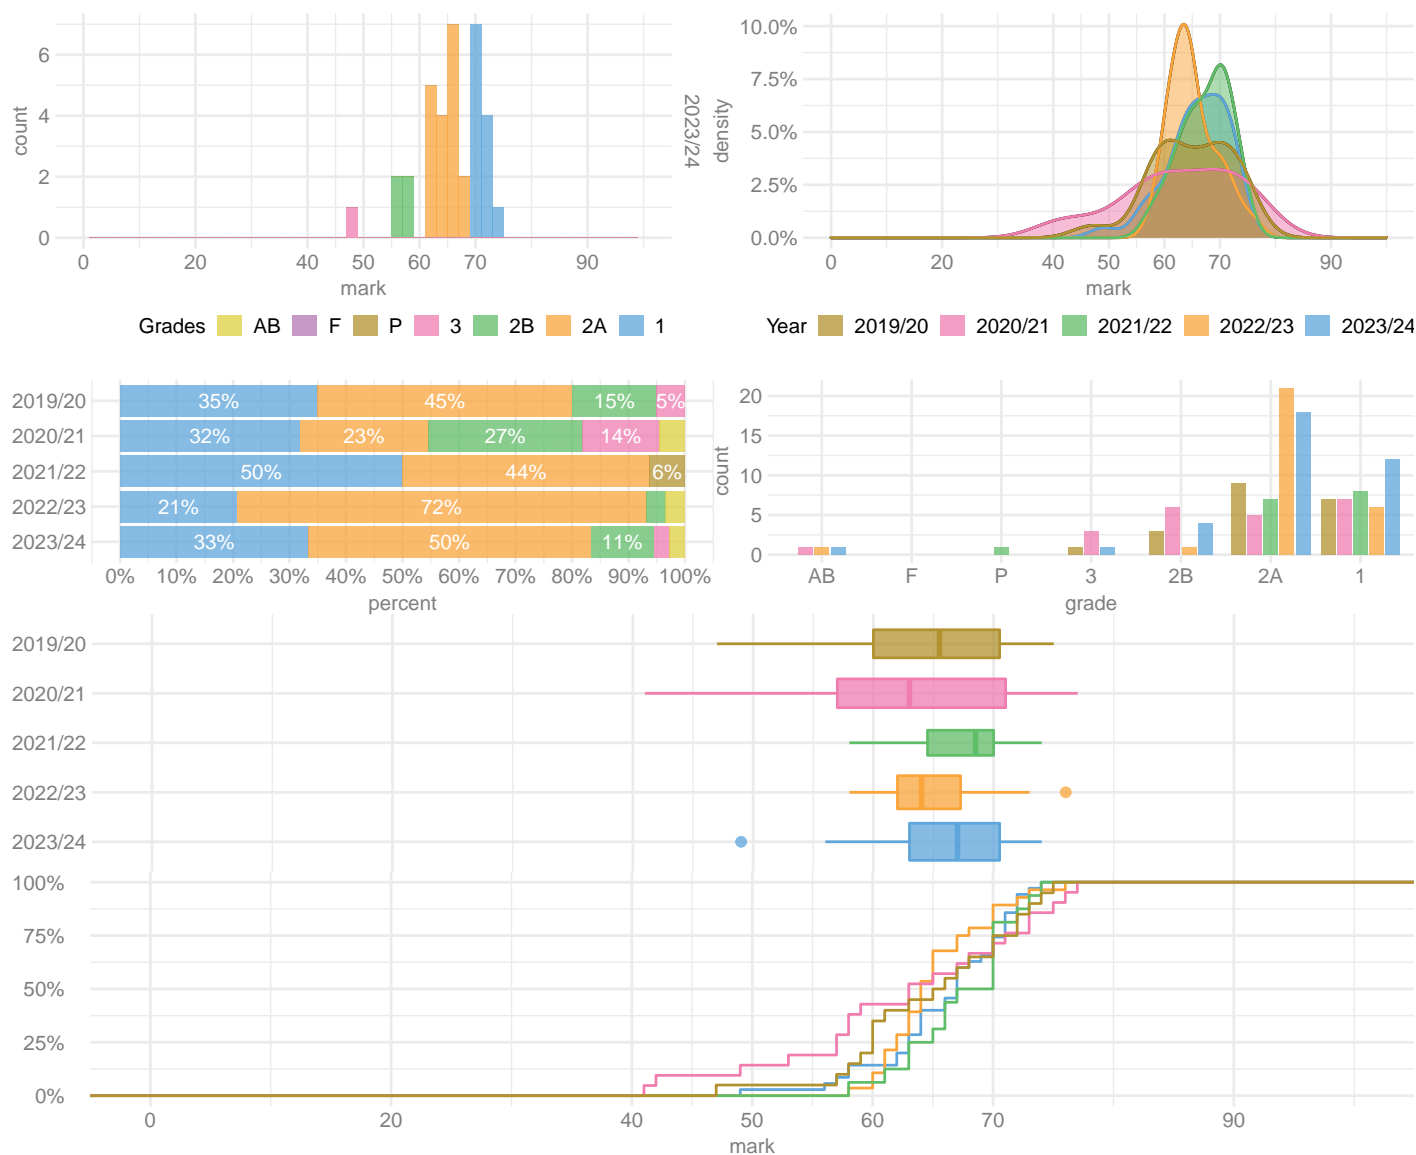 6
4
2
0
count
0 20 40 50 60 70 90
mark
2023/24
Grades AB F P 3 2B 2A 1
10.0%
7.5%
5.0%
2.5%
0.0%
density
0 20 40 50 60 70 90
mark
Year 2019/20 2020/21 2021/22 2022/23 2023/24
2019/20 35% 45% 15% 5%
2020/21 32% 23% 27% 14%
2021/22 50% 44% 6%
2022/23 21% 72%
2023/24 33% 50% 11%
0% 10% 20% 30% 40% 50% 60% 70% 80% 90% 100%
percent
20
15
10
5
0
count
AB F P 3 2B 2A 1
grade
2019/20
2020/21
2021/22
2022/23
2023/24
100%
75%
50%
25%
0%
0 20 40 50 60 70 90
mark